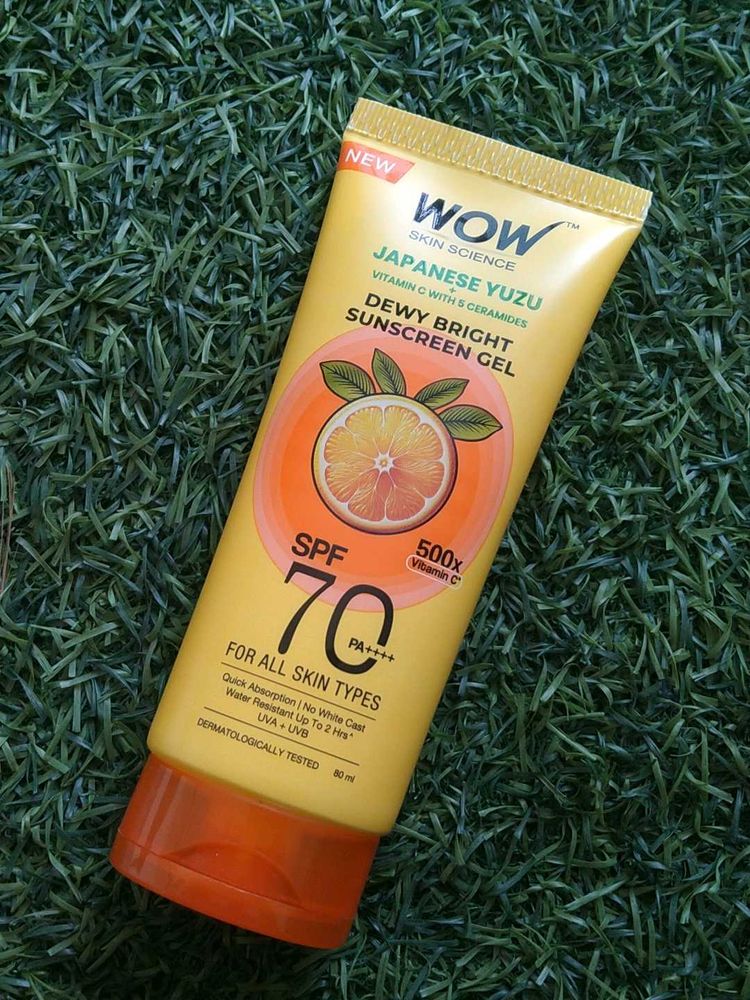 NEW
WOW™
SKIN SCIENCE
JAPANESE YUZU
+
VITAMIN C WITH 5 CERAMIDES
DEWY BRIGHT
SUNSCREEN GEL
SPF
70
PA++++
500x
Vitamin C*
FOR ALL SKIN TYPES
Quick Absorption | No White Cast
Water Resistant Up To 2 Hrs^
UVA + UVB
DERMATOLOGICALLY TESTED
80 ml